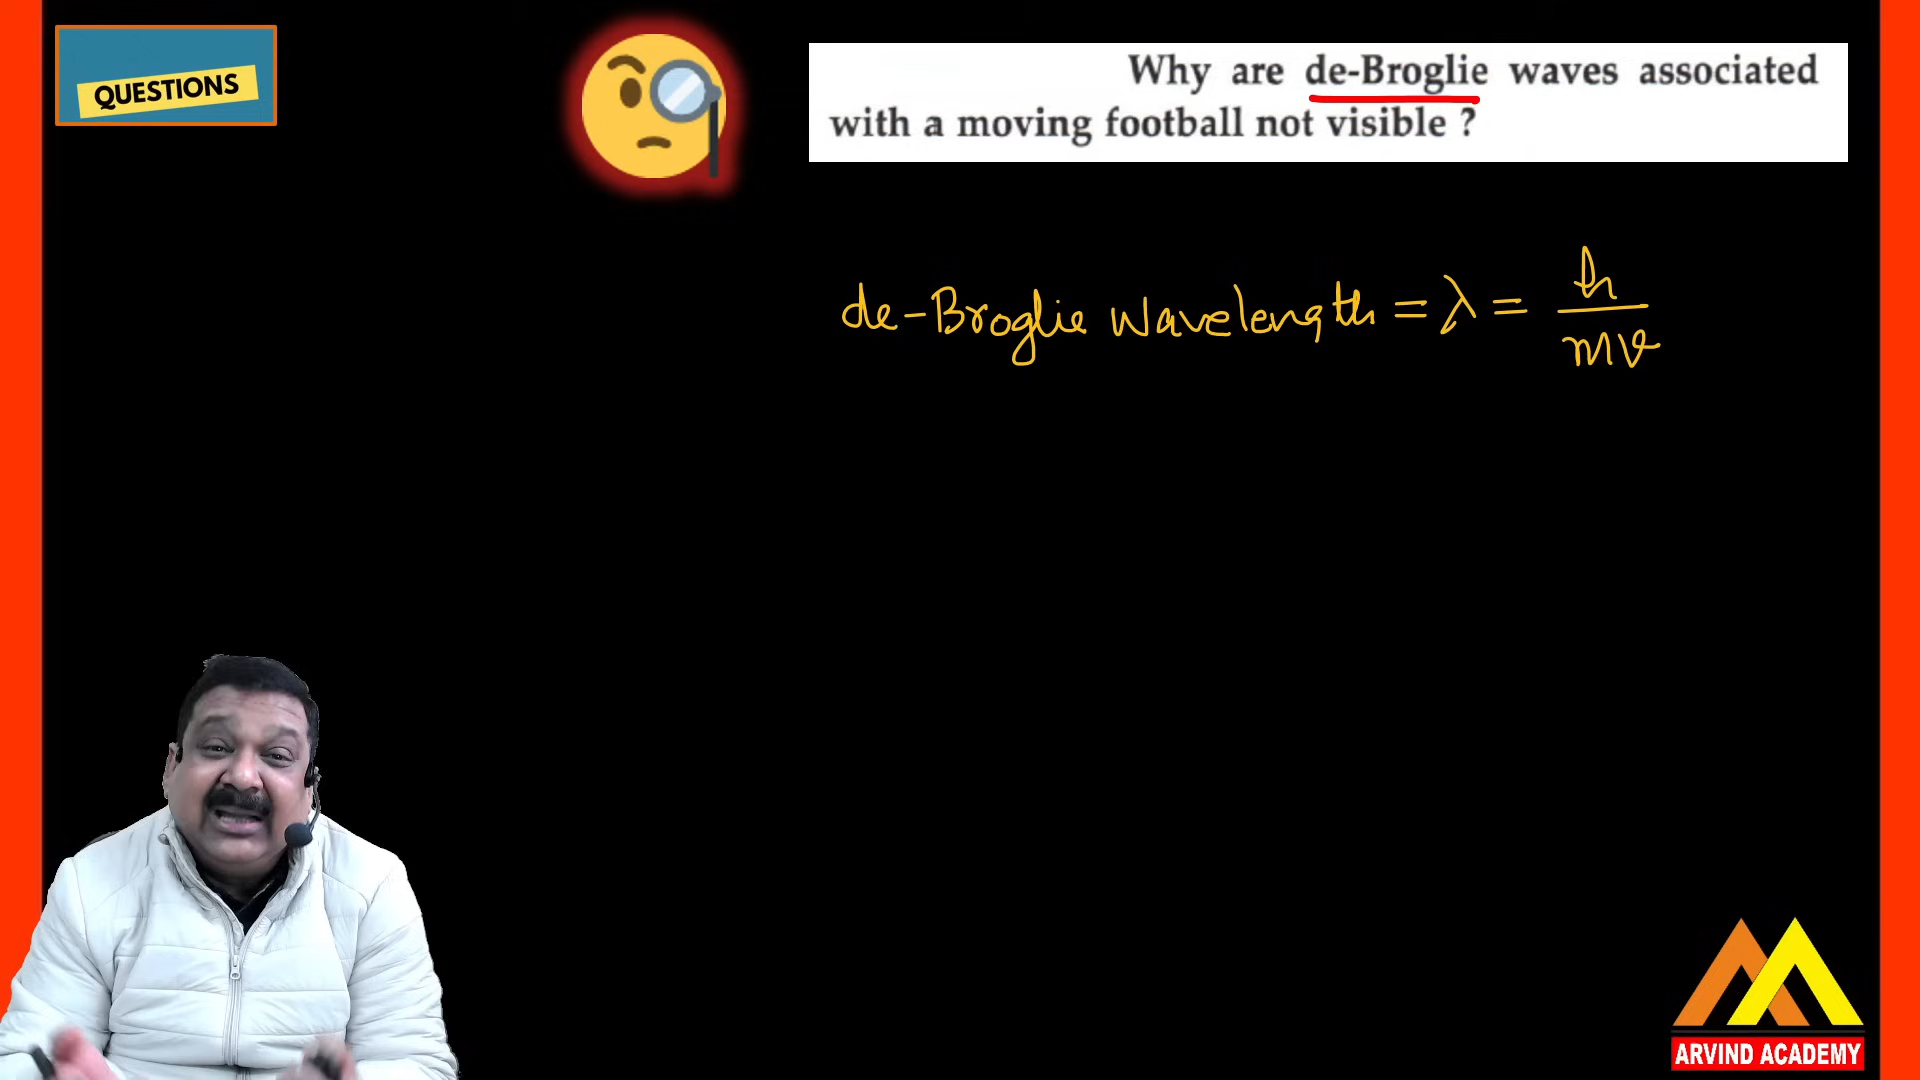 QUESTIONS
Why are de-Broglie waves associated
with a moving football not visible ?
de-Broglie wavelength = λ = h/mv
ARVIND ACADEMY